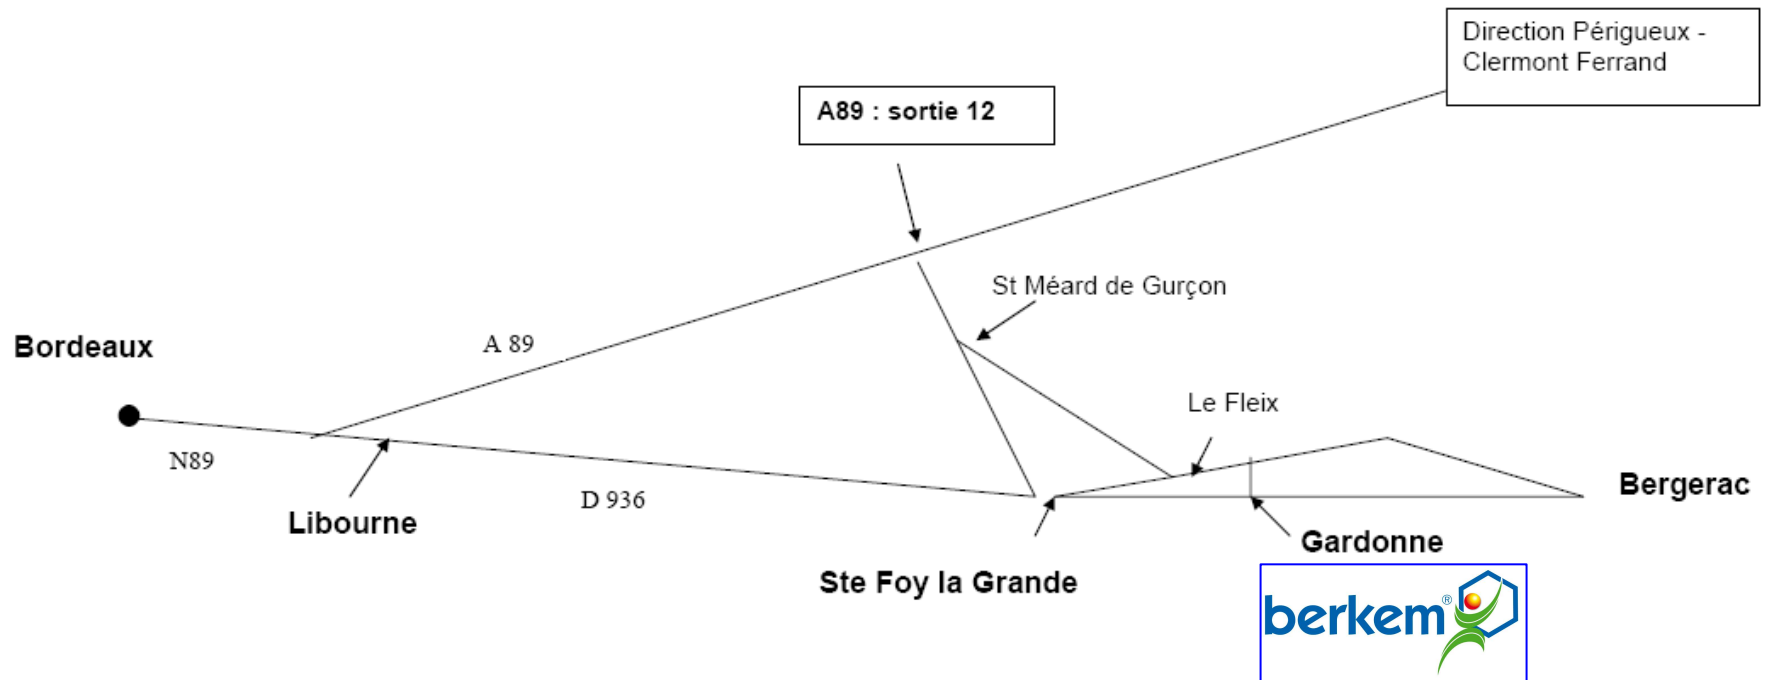 Direction Périgueux -
Clermont Ferrand
A89 : sortie 12
St Méard de Gurçon
A 89
Bordeaux
Le Fleix
N89
D 936
Bergerac
Libourne
Gardonne
Ste Foy la Grande
berkem®